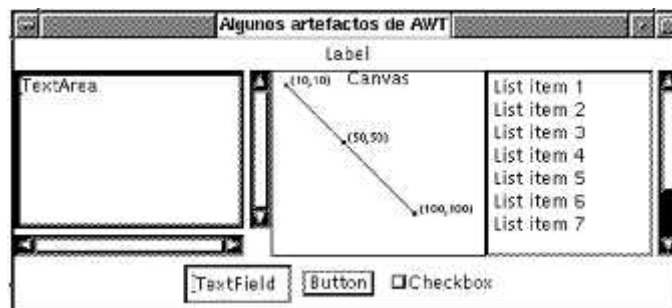 Algunos artefactos de AWT
Label
TextArea
Canvas
(10,10)
(50,50)
(100,100)
List item 1
List item 2
List item 3
List item 4
List item 5
List item 6
List item 7
TextField
Button
Checkbox